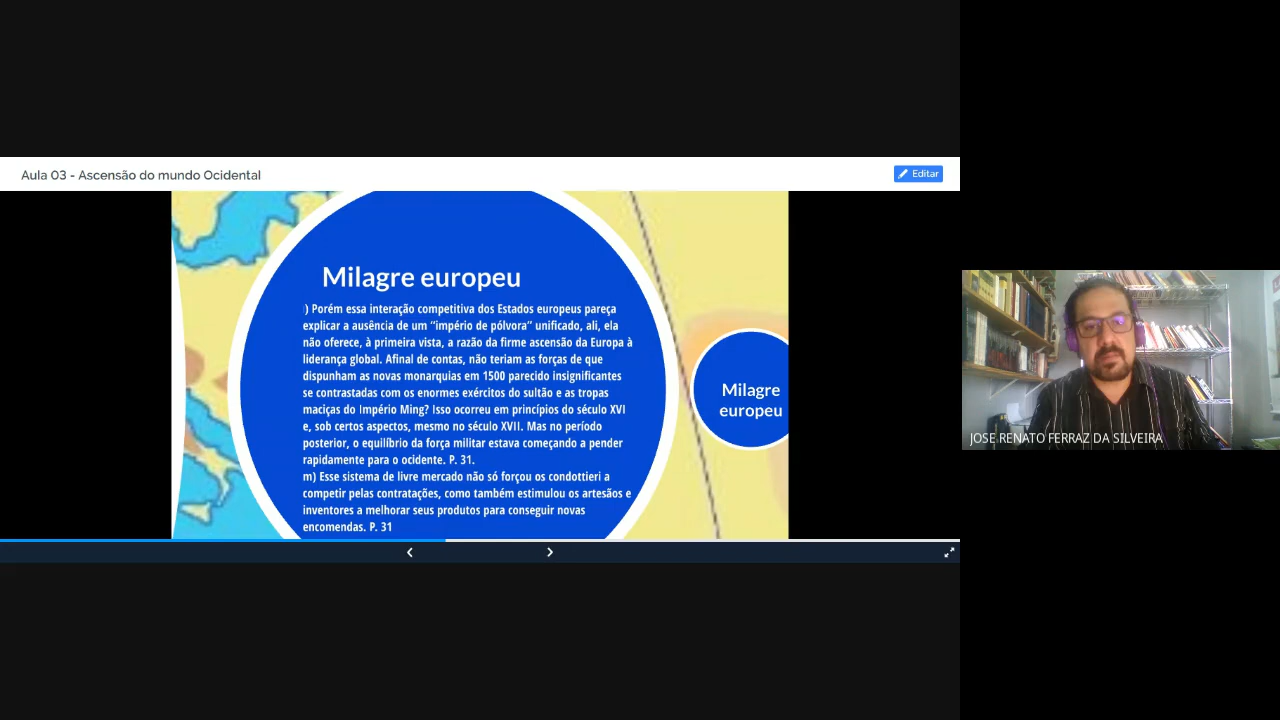 Aula 03 - Ascensão do mundo Ocidental
Editar
Milagre europeu
) Porém essa interação competitiva dos Estados europeus pareça
explicar a ausência de um “império de pólvora” unificado, ali, ela
não oferece, à primeira vista, a razão da firme ascensão da Europa à
liderança global. Afinal de contas, não teriam as forças de que
dispunham as novas monarquias em 1500 parecido insignificantes
se contrastadas com os enormes exércitos do sultão e as tropas
maciças do Império Ming? Isso ocorreu em princípios do século XVI
e, sob certos aspectos, mesmo no século XVII. Mas no período
posterior, o equilíbrio da força militar estava começando a pender
rapidamente para o ocidente. P. 31.
m) Esse sistema de livre mercado não só forçou os condottieri a
competir pelas contratações, como também estimulou os artesãos e
inventores a melhorar seus produtos para conseguir novas
encomendas. P. 31
Milagre
europeu
JOSE RENATO FERRAZ DA SILVEIRA